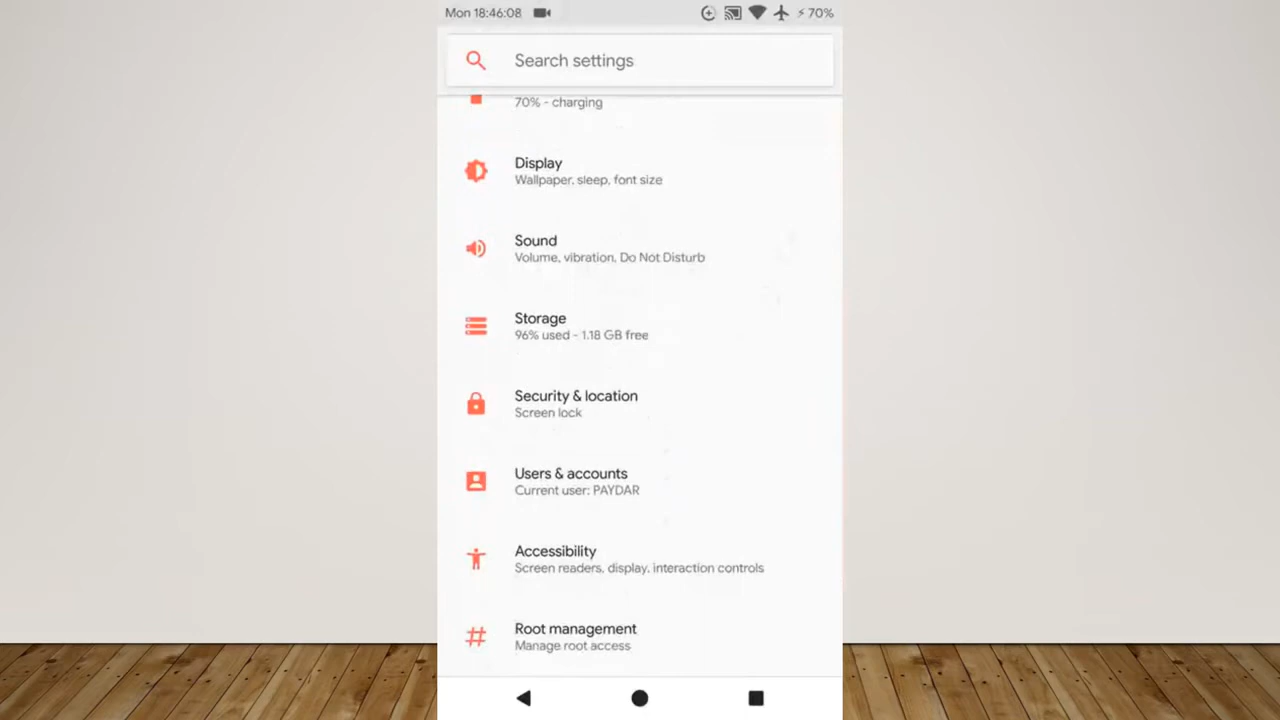 Mon 18:46:08
70%
Search settings
70% - charging
Display
Wallpaper, sleep, font size
Sound
Volume, vibration, Do Not Disturb
Storage
96% used - 1.18 GB free
Security & location
Screen lock
Users & accounts
Current user: PAYDAR
Accessibility
Screen readers, display, interaction controls
Root management
Manage root access